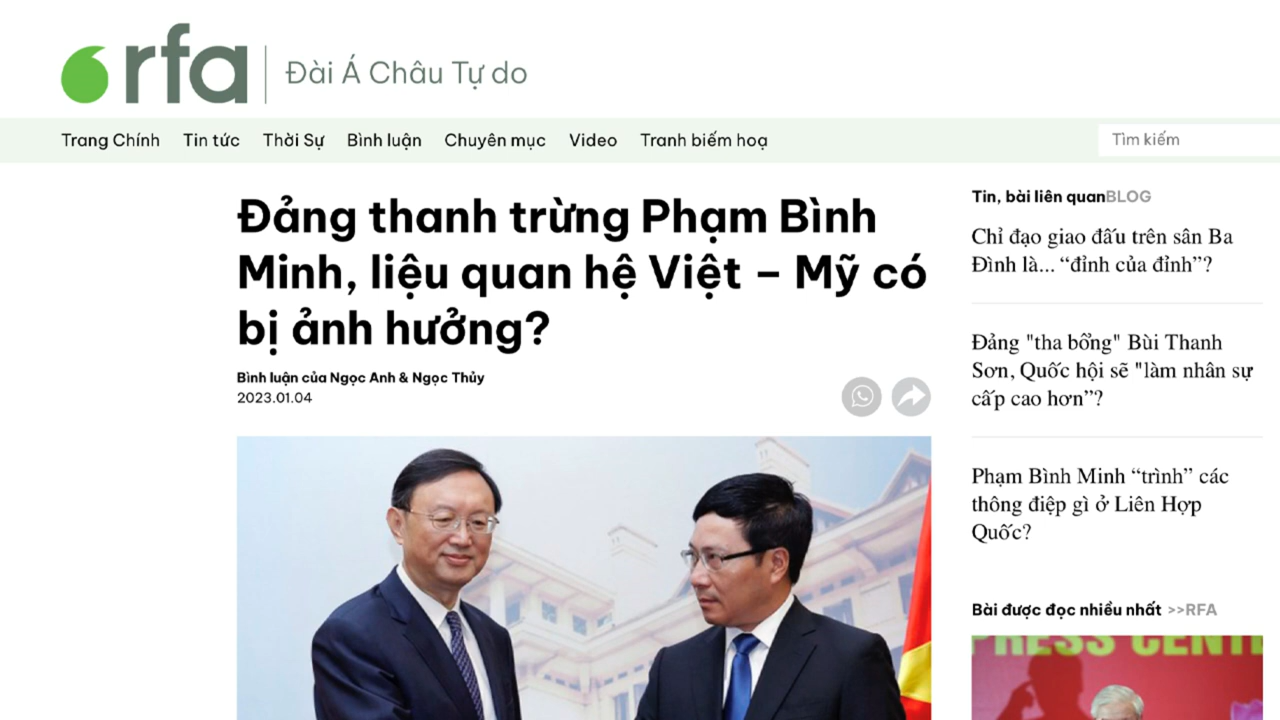 rfa
Đài Á Châu Tự do
Trang Chính Tin tức Thời Sự Bình luận Chuyên mục Video Tranh biếm hoạ
Tìm kiếm
Đảng thanh trừng Phạm Bình
Minh, liệu quan hệ Việt – Mỹ có
bị ảnh hưởng?
Bình luận của Ngọc Anh & Ngọc Thủy
2023.01.04
Tin, bài liên quanBLOG
Chỉ đạo giao đấu trên sân Ba
Đình là... “đỉnh của đỉnh”?
Đảng "tha bổng" Bùi Thanh
Sơn, Quốc hội sẽ "làm nhân sự
cấp cao hơn”?
Phạm Bình Minh “trình” các
thông điệp gì ở Liên Hợp
Quốc?
Bài được đọc nhiều nhất >>RFA
PRESS CENT